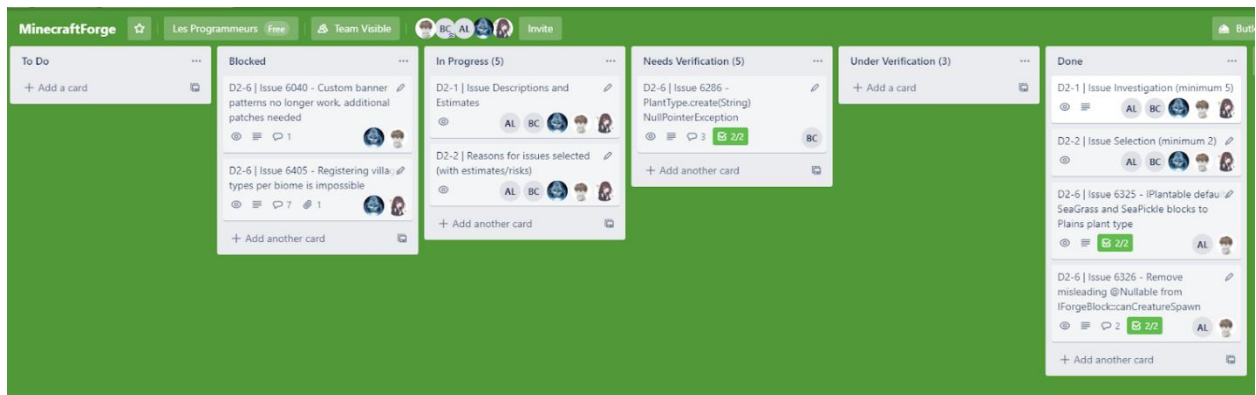 MinecraftForge
Les Programmeurs Free
Team Visible
BC AL
Invite
To Do
+ Add a card
Blocked
D2-6 | Issue 6040 - Custom banner
patterns no longer work, additional
patches needed
1
D2-6 | Issue 6405 - Registering
types per biome is impossible
7 1
+ Add another card
In Progress (5)
D2-1 | Issue Descriptions and
Estimates
AL BC
D2-2 | Reasons for issues selected
(with estimates/risks)
AL BC
+ Add another card
Needs Verification (5)
D2-6 | Issue 6286 -
PlantType.create(String)
NullPointerException
3 2/2
BC
+ Add another card
Under Verification (3)
+ Add a card
Done
D2-1 | Issue Investigation (minimum 5)
AL BC
D2-2 | Issue Selection (minimum 2)
AL BC
D2-6 | Issue 6325 - IPlantable defau
SeaGrass and SeaPickle blocks to
Plains plant type
2/2
AL
D2-6 | Issue 6326 - Remove
misleading @Nullable from
IForgeBlock::canCreatureSpawn
2 2/2
AL
+ Add another card